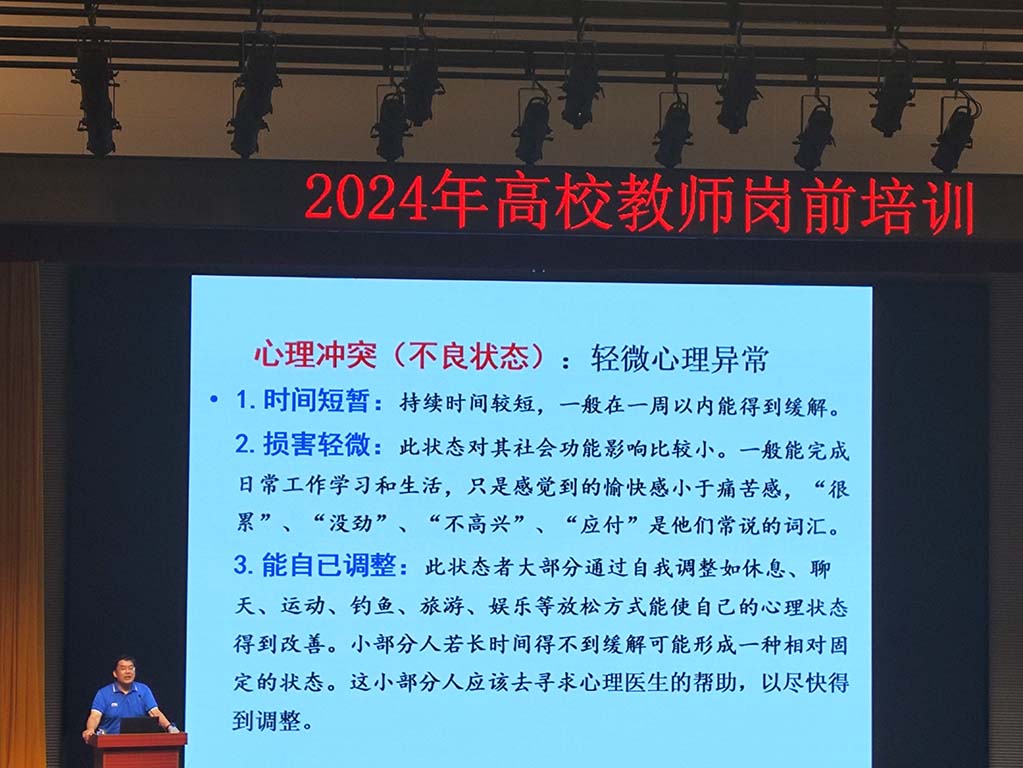 2024年高校教师岗前培训
心理冲突（不良状态）：轻微心理异常
• 1.时间短暂：持续时间较短，一般在一周以内能得到缓解。
2.损害轻微：此状态对其社会功能影响比较小。一般能完成
日常工作学习和生活，只是感觉到的愉快感小于痛苦感，“很
累”、“没劲”、“不高兴”、“应付”是他们常说的词汇。
3.能自己调整：此状态者大部分通过自我调整如休息、聊
天、运动、钓鱼、旅游、娱乐等放松方式能使自己的心理状态
得到改善。小部分人若长时间得不到缓解可能形成一种相对固
定的状态。这小部分人应该去寻求心理医生的帮助，以尽快得
到调整。